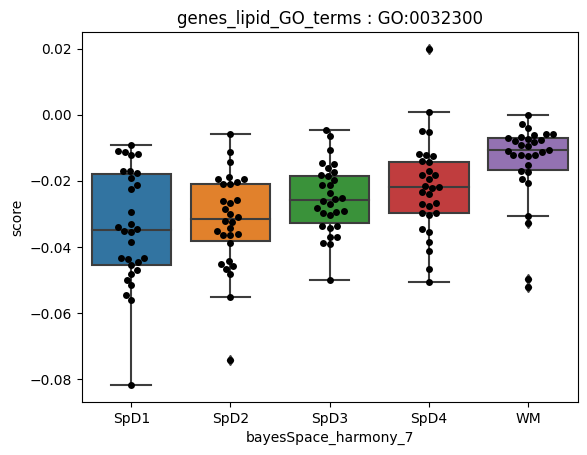 genes_lipid_GO_terms : GO:0032300
0.02
0.00
−0.02
−0.04
−0.06
−0.08
score
SpD1 SpD2 SpD3 SpD4 WM
bayesSpace_harmony_7